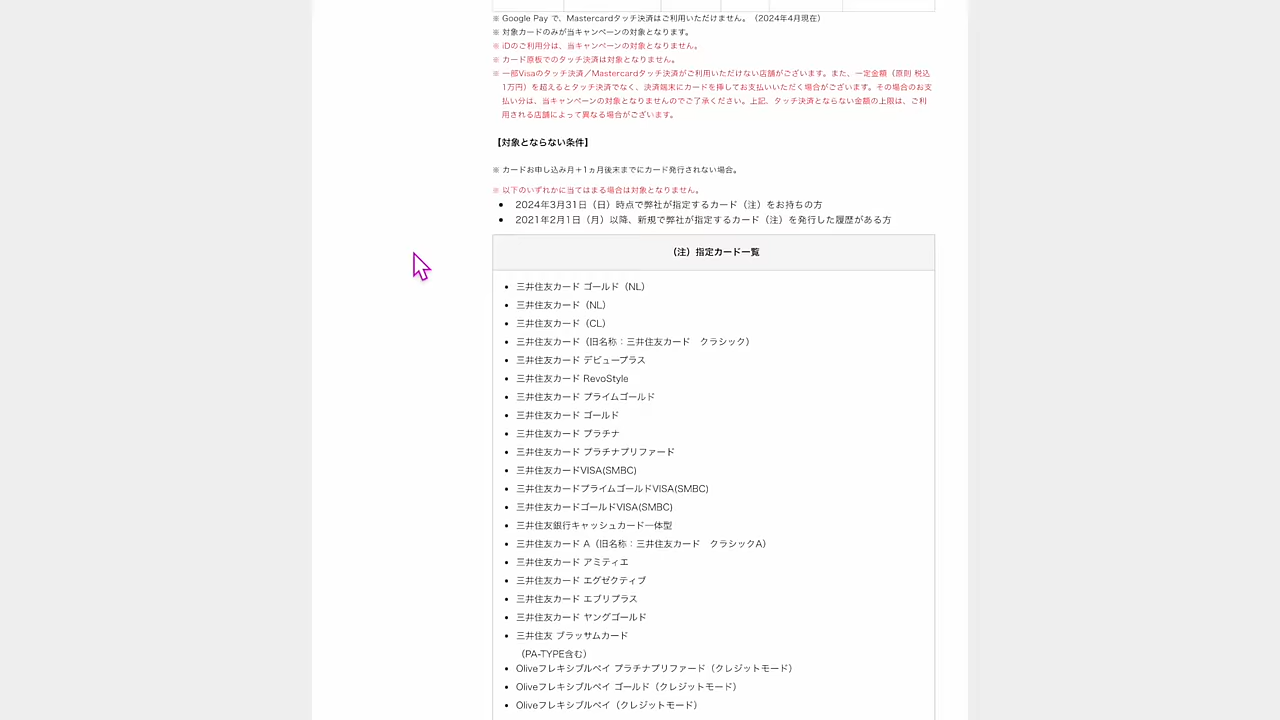 ※ Google Pay で、Mastercardタッチ決済はご利用いただけません。（2024年4月現在）
※ 対象カードのみが当キャンペーンの対象となります。
※ iDのご利用分は、当キャンペーンの対象となりません。
※ カード原板でのタッチ決済は対象となりません。
※ 一部Visaのタッチ決済／Mastercardタッチ決済がご利用いただけない店舗がございます。また、一定金額（原則 税込
1万円）を超えるとタッチ決済でなく、決済端末にカードを挿してお支払いいただく場合がございます。その場合のお支
払い分は、当キャンペーンの対象となりませんのでご了承ください。上記、タッチ決済とならない金額の上限は、ご利
用される店舗によって異なる場合がございます。
【対象とならない条件】
※ カードお申し込み月＋1ヵ月後末までにカード発行されない場合。
※ 以下のいずれかに当てはまる場合は対象となりません。
• 2024年3月31日（日）時点で弊社が指定するカード（注）をお持ちの方
• 2021年2月1日（月）以降、新規で弊社が指定するカード（注）を発行した履歴がある方
（注）指定カード一覧
• 三井住友カード ゴールド（NL）
• 三井住友カード（NL）
• 三井住友カード（CL）
• 三井住友カード（旧名称：三井住友カード　クラシック）
• 三井住友カード デビュープラス
• 三井住友カード RevoStyle
• 三井住友カード プライムゴールド
• 三井住友カード ゴールド
• 三井住友カード プラチナ
• 三井住友カード プラチナプリファード
• 三井住友カードVISA(SMBC)
• 三井住友カードプライムゴールドVISA(SMBC)
• 三井住友カードゴールドVISA(SMBC)
• 三井住友銀行キャッシュカード一体型
• 三井住友カード A（旧名称：三井住友カード　クラシックA）
• 三井住友カード アミティエ
• 三井住友カード エグゼクティブ
• 三井住友カード エブリプラス
• 三井住友カード ヤングゴールド
• 三井住友 ブラッサムカード
（PA-TYPE含む）
• Oliveフレキシブルペイ プラチナプリファード（クレジットモード）
• Oliveフレキシブルペイ ゴールド（クレジットモード）
• Oliveフレキシブルペイ（クレジットモード）